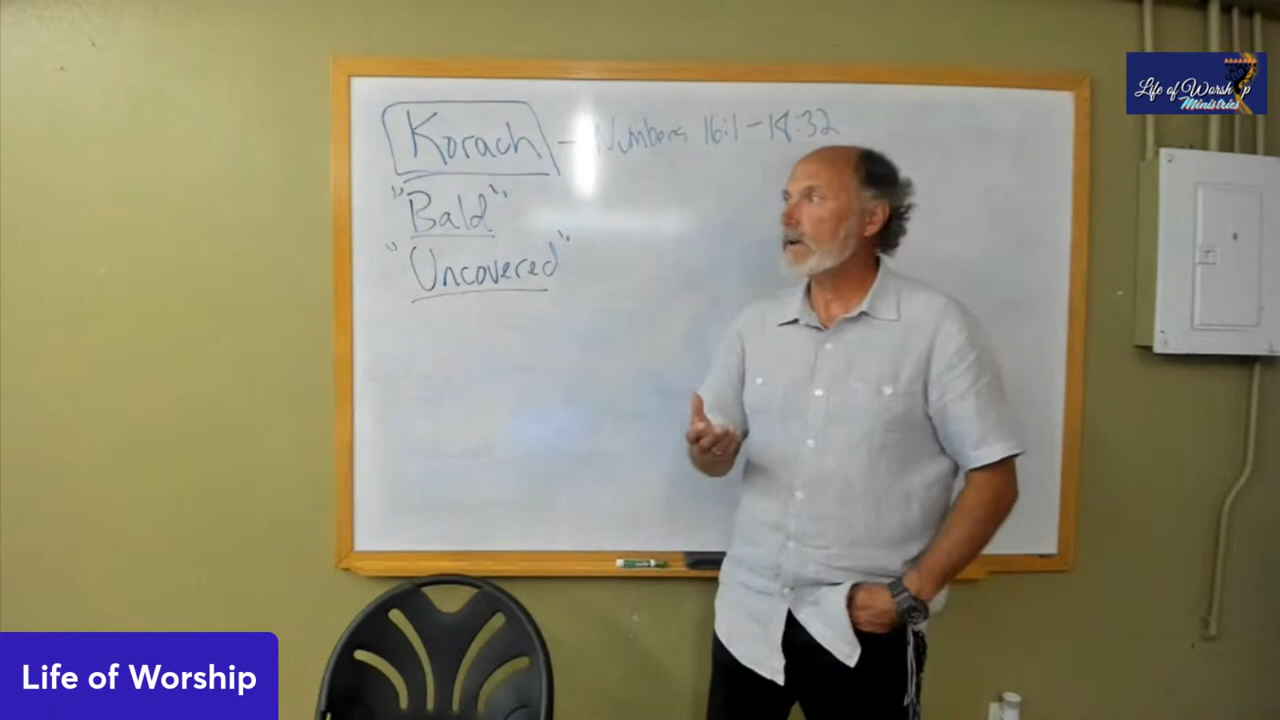 Korach - Numbers 16:1-18:32
"Bald"
"Uncovered"
Life of Worship
Ministries
Life of Worship